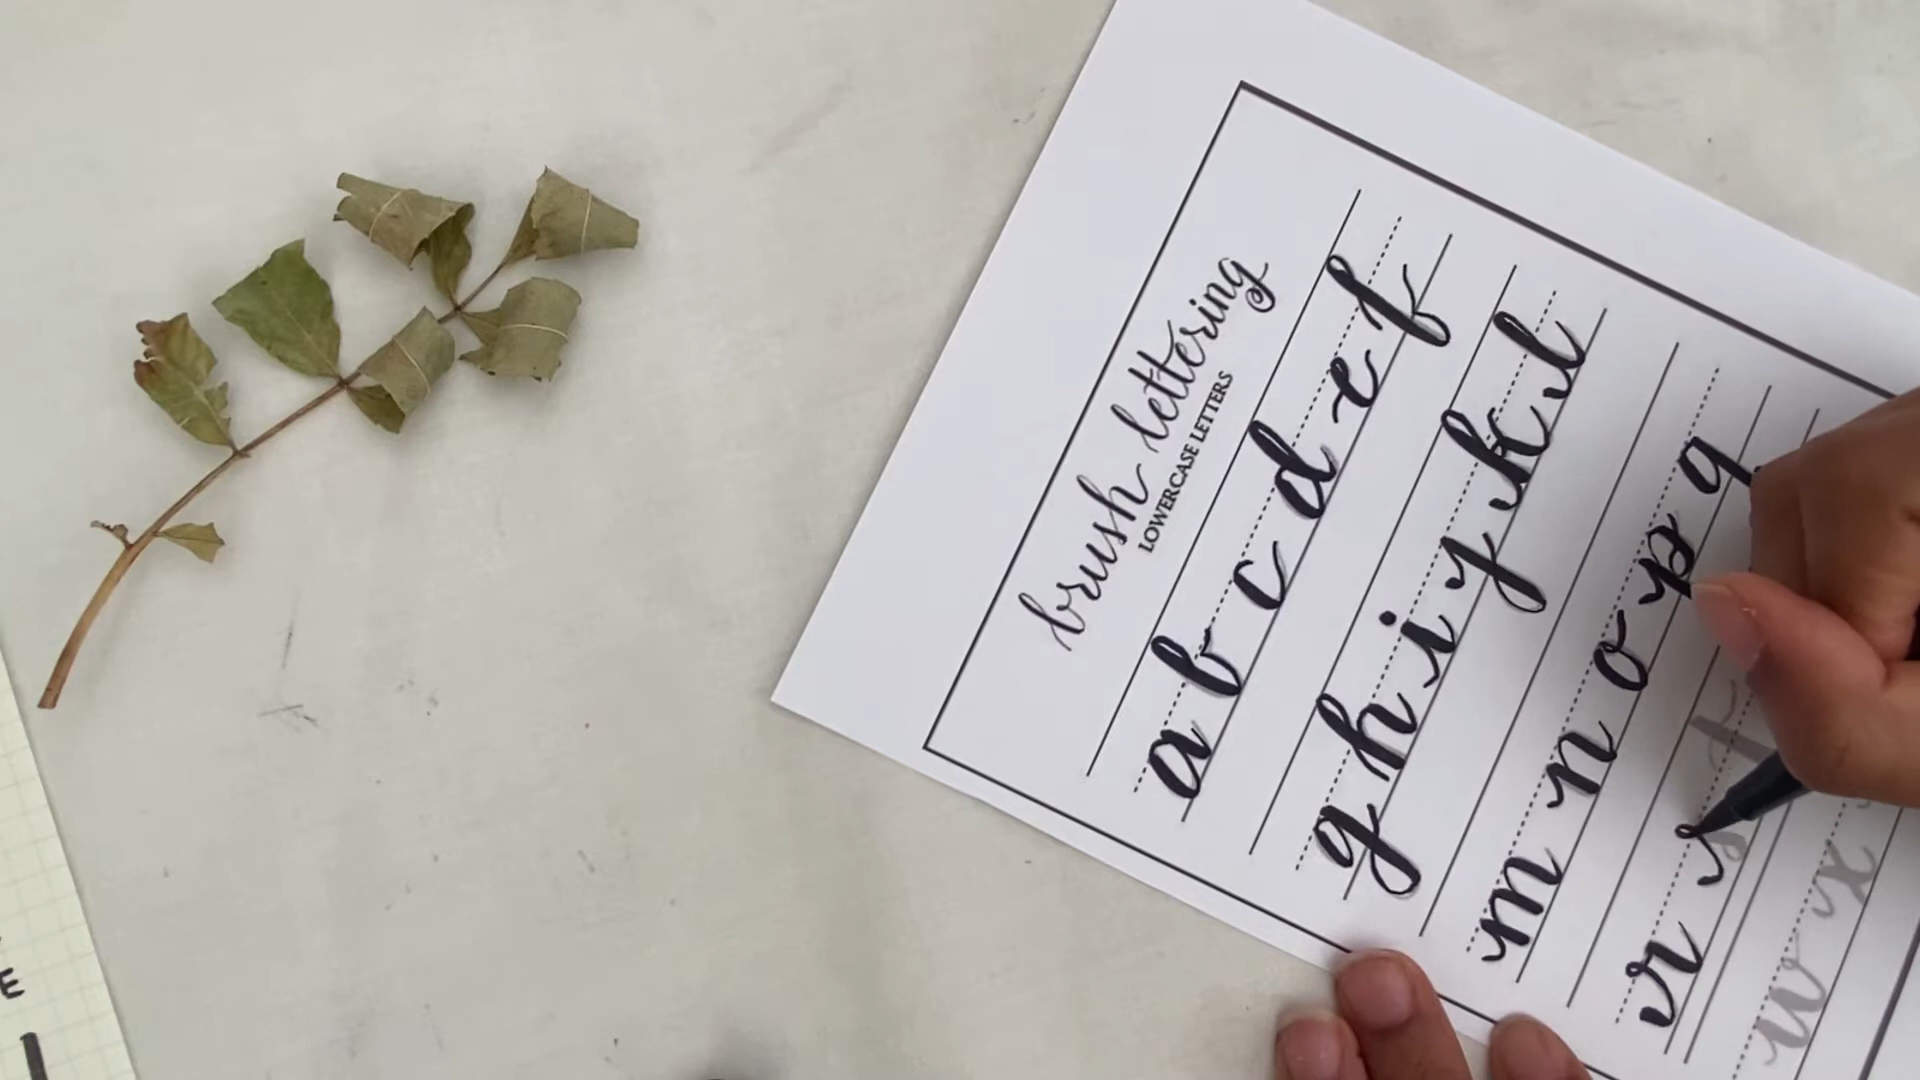 brush lettering
LOWERCASE LETTERS
a b c d e f
g h i j k l
m n o p q
r s t
w x
E